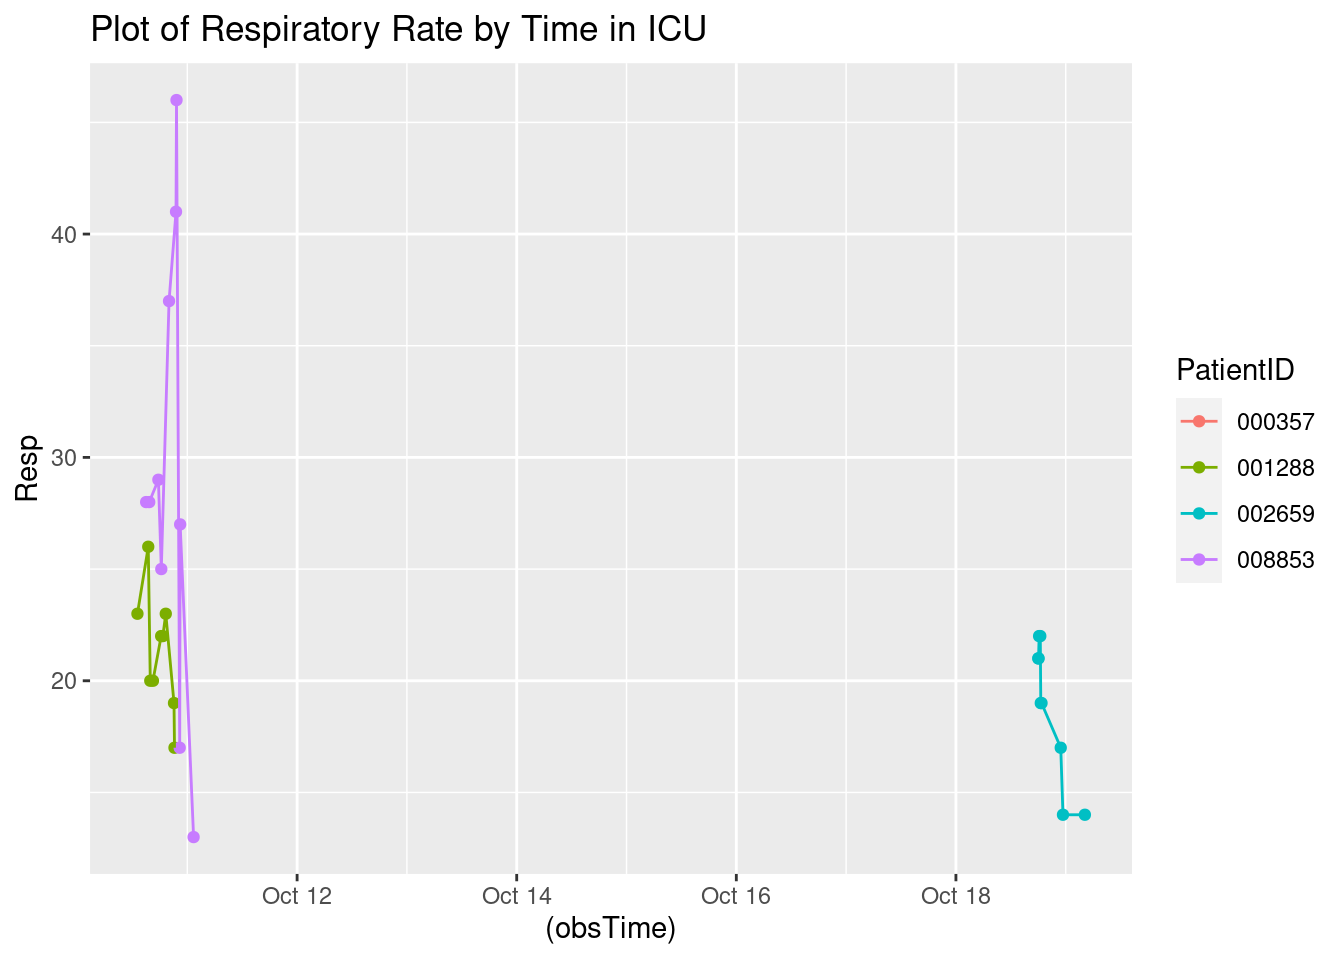 Plot of Respiratory Rate by Time in ICU
Resp
40
30
20
Oct 12
Oct 14
Oct 16
Oct 18
(obsTime)
PatientID
000357
001288
002659
008853